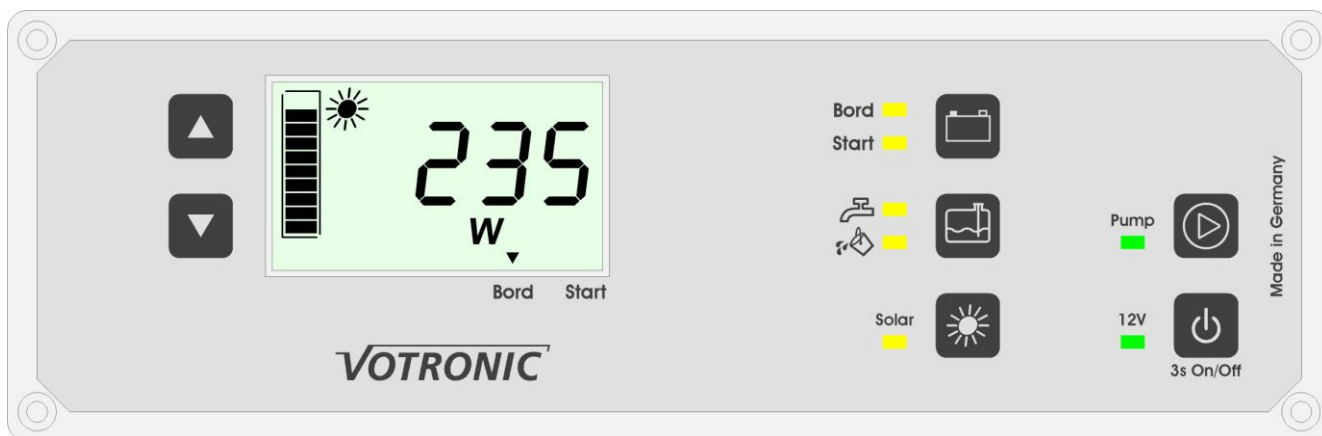 235
W
Bord Start
VOTRONIC
Bord
Start
Solar
Pump
12V
3s On/Off
Made in Germany